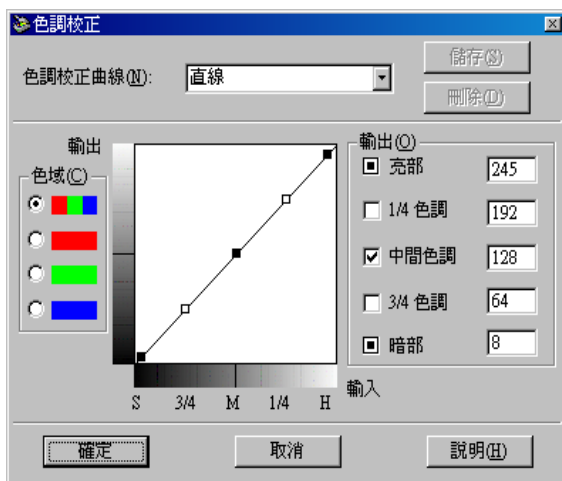 色調校正
色調校正曲線(N):
直線
儲存(S)
刪除(D)
輸出
色域(C)
S 3/4 M 1/4 H
輸入
輸出(O)
亮部 245
1/4 色調 192
中間色調 128
3/4 色調 64
暗部 8
確定
取消
說明(H)